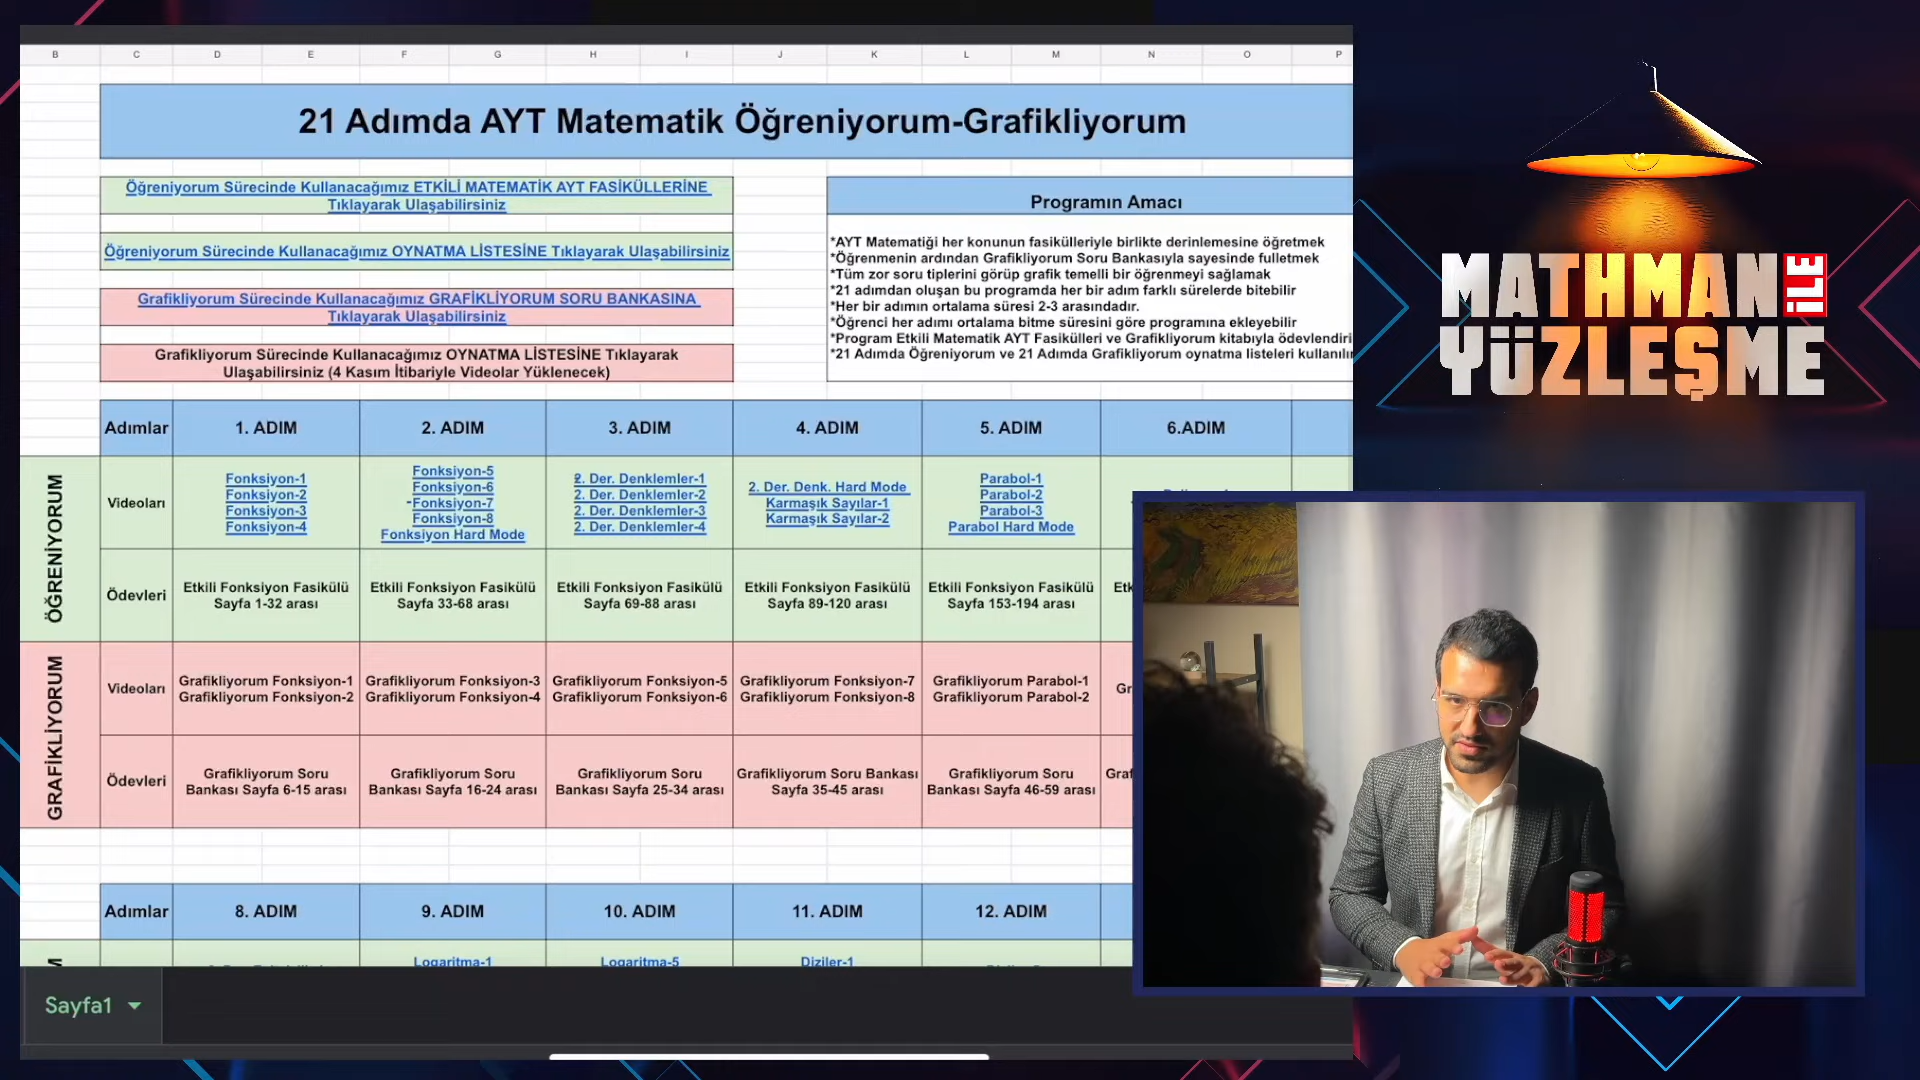 B C D E F G H I J K L M N O P
21 Adımda AYT Matematik Öğreniyorum-Grafikliyorum
Öğreniyorum Sürecinde Kullanacağımız ETKİLİ MATEMATİK AYT FASİKÜLLERİNE
Tıklayarak Ulaşabilirsiniz
Öğreniyorum Sürecinde Kullanacağımız OYNATMA LİSTESİNE Tıklayarak Ulaşabilirsiniz
Grafikliyorum Sürecinde Kullanacağımız GRAFİKLİYORUM SORU BANKASINA
Tıklayarak Ulaşabilirsiniz
Grafikliyorum Sürecinde Kullanacağımız OYNATMA LİSTESİNE Tıklayarak
Ulaşabilirsiniz (4 Kasım İtibariyle Videolar Yüklenecek)
Programın Amacı
*AYT Matematiği her konunun fasikülleriyle birlikte derinlemesine öğretmek
*Öğrenmenin ardından Grafikliyorum Soru Bankasıyla sayesinde fulletmek
*Tüm zor soru tiplerini görüp grafik temelli bir öğrenmeyi sağlamak
*21 adımdan oluşan bu programda her bir adım farklı sürelerde bitebilir
*Her bir adımın ortalama süresi 2-3 arasındadır.
*Öğrenci her adımı ortalama bitme süresini göre programına ekleyebilir
*Program Etkili Matematik AYT Fasikülleri ve Grafikliyorum kitabıyla ödevlendiri
*21 Adımda Öğreniyorum ve 21 Adımda Grafikliyorum oynatma listeleri kullanılır
MATHMAN İLE
YÜZLEŞME
Adımlar 1. ADIM 2. ADIM 3. ADIM 4. ADIM 5. ADIM 6.ADIM
ÖĞRENİYORUM
Videoları
Fonksiyon-1
Fonksiyon-2
Fonksiyon-3
Fonksiyon-4
Fonksiyon-5
Fonksiyon-6
Fonksiyon-7
Fonksiyon-8
Fonksiyon Hard Mode
2. Der. Denklemler-1
2. Der. Denklemler-2
2. Der. Denklemler-3
2. Der. Denklemler-4
2. Der. Denk. Hard Mode
Karmaşık Sayılar-1
Karmaşık Sayılar-2
Parabol-1
Parabol-2
Parabol-3
Parabol Hard Mode
Ödevleri
Etkili Fonksiyon Fasikülü
Sayfa 1-32 arası
Etkili Fonksiyon Fasikülü
Sayfa 33-68 arası
Etkili Fonksiyon Fasikülü
Sayfa 69-88 arası
Etkili Fonksiyon Fasikülü
Sayfa 89-120 arası
Etkili Fonksiyon Fasikülü
Sayfa 153-194 arası
Etk
GRAFİKLİYORUM
Videoları
Grafikliyorum Fonksiyon-1
Grafikliyorum Fonksiyon-2
Grafikliyorum Fonksiyon-3
Grafikliyorum Fonksiyon-4
Grafikliyorum Fonksiyon-5
Grafikliyorum Fonksiyon-6
Grafikliyorum Fonksiyon-7
Grafikliyorum Fonksiyon-8
Grafikliyorum Parabol-1
Grafikliyorum Parabol-2
Gr
Ödevleri
Grafikliyorum Soru
Bankası Sayfa 6-15 arası
Grafikliyorum Soru
Bankası Sayfa 16-24 arası
Grafikliyorum Soru
Bankası Sayfa 25-34 arası
Grafikliyorum Soru Bankası
Sayfa 35-45 arası
Grafikliyorum Soru
Bankası Sayfa 46-59 arası
Graf
Adımlar 8. ADIM 9. ADIM 10. ADIM 11. ADIM 12. ADIM
Logaritma-1
Logaritma-5
Diziler-1
Sayfa1